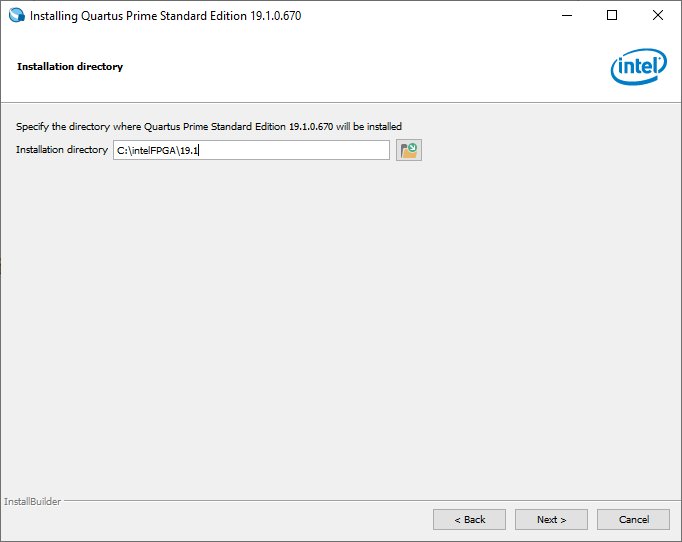 Installing Quartus Prime Standard Edition 19.1.0.670
Installation directory
intel
Specify the directory where Quartus Prime Standard Edition 19.1.0.670 will be installed
Installation directory C:\intelFPGA\19.1
InstallBuilder
< Back Next > Cancel